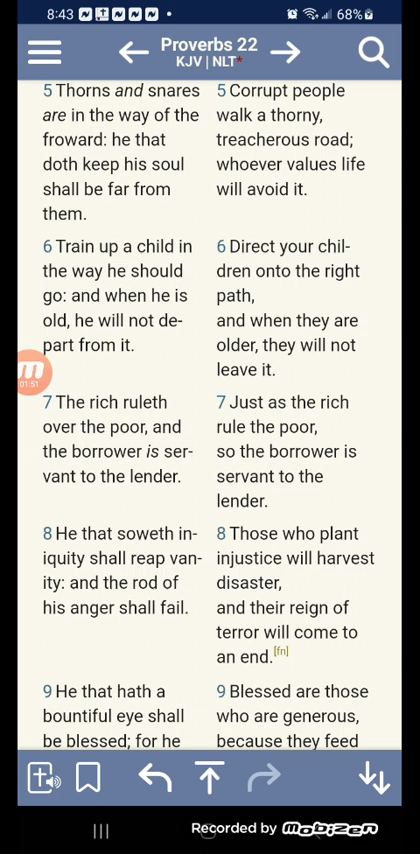 8:43
68%
Proverbs 22
KJV | NLT*
5 Thorns and snares
are in the way of the
froward: he that
doth keep his soul
shall be far from
them.
5 Corrupt people
walk a thorny,
treacherous road;
whoever values life
will avoid it.
6 Train up a child in
the way he should
go: and when he is
old, he will not de-
part from it.
6 Direct your chil-
dren onto the right
path,
and when they are
older, they will not
leave it.
01:51
7 The rich ruleth
over the poor, and
the borrower is ser-
vant to the lender.
7 Just as the rich
rule the poor,
so the borrower is
servant to the
lender.
8 He that soweth in-
iquity shall reap van-
ity: and the rod of
his anger shall fail.
8 Those who plant
injustice will harvest
disaster,
and their reign of
terror will come to
an end.[fn]
9 He that hath a
bountiful eye shall
be blessed; for he
9 Blessed are those
who are generous,
because they feed
Recorded by mobizen